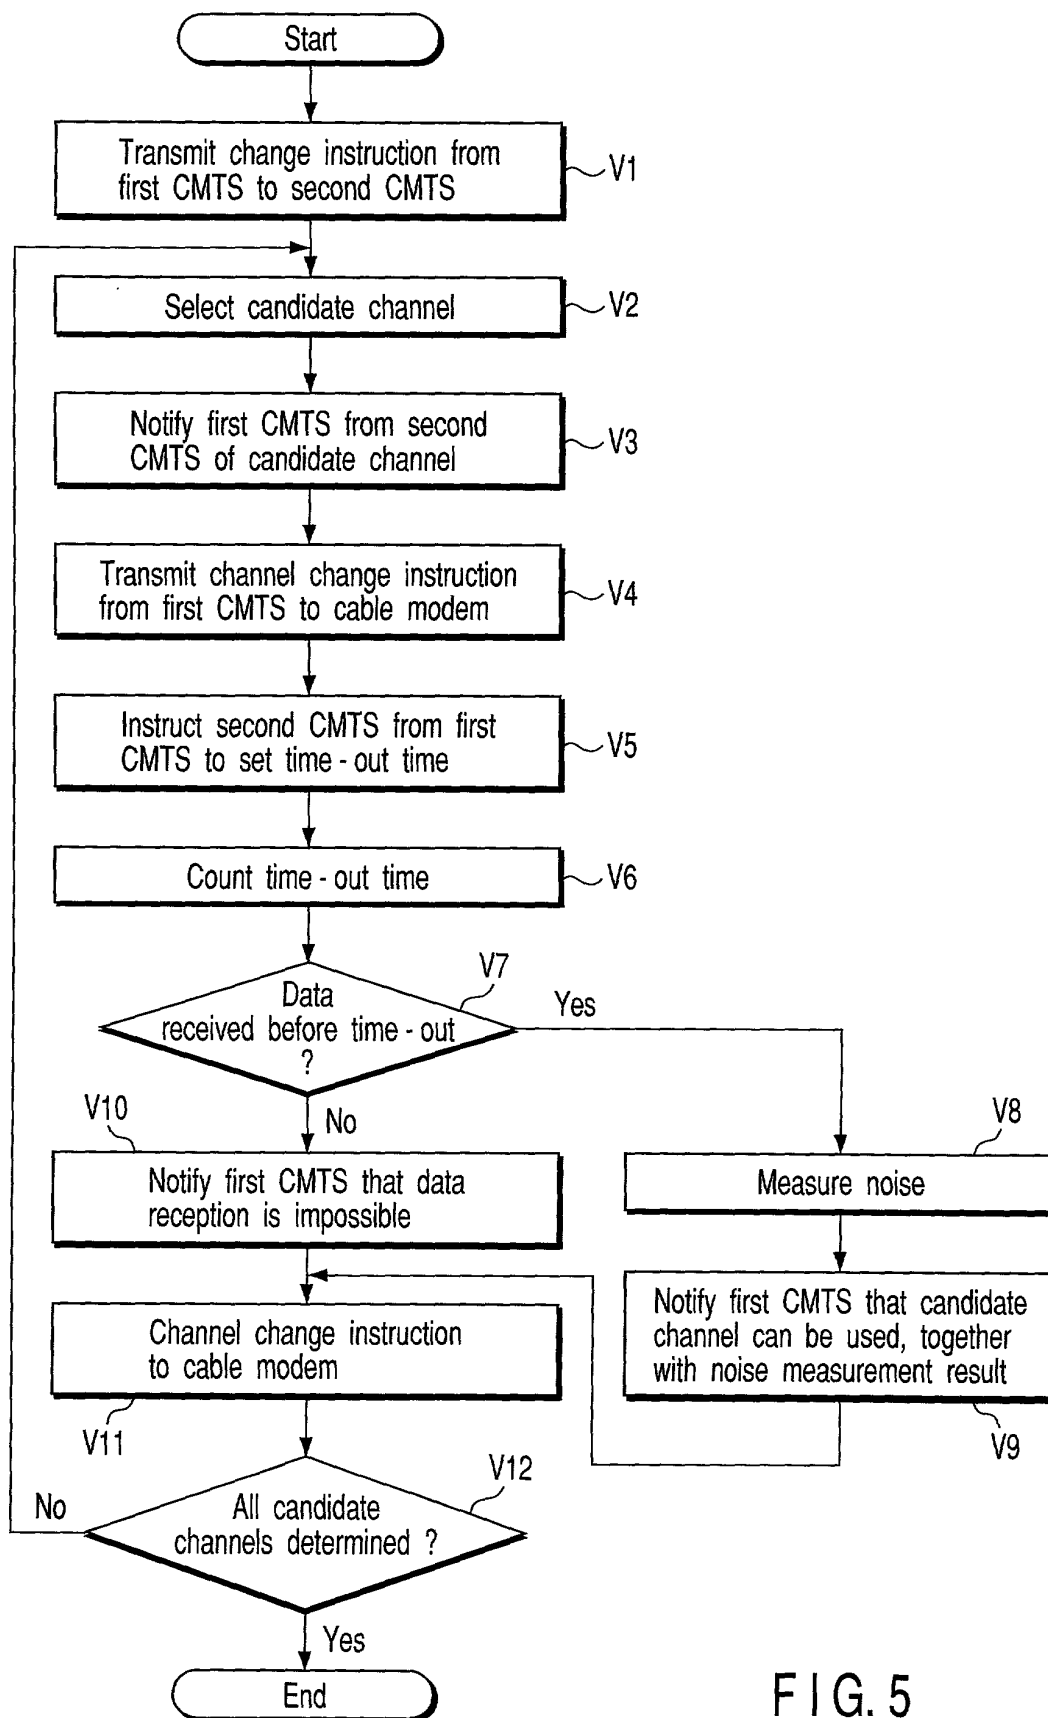 Start
Transmit change instruction from
first CMTS to second CMTS
V1
Select candidate channel
V2
Notify first CMTS from second
CMTS of candidate channel
V3
Transmit channel change instruction
from first CMTS to cable modem
V4
Instruct second CMTS from first
CMTS to set time - out time
V5
Count time - out time
V6
V7
Data
received before time - out
?
Yes
No
V10
Notify first CMTS that data
reception is impossible
V8
Measure noise
Notify first CMTS that candidate
channel can be used, together
with noise measurement result
V9
Channel change instruction
to cable modem
V11
V12
All candidate
channels determined ?
No
Yes
End
FIG. 5